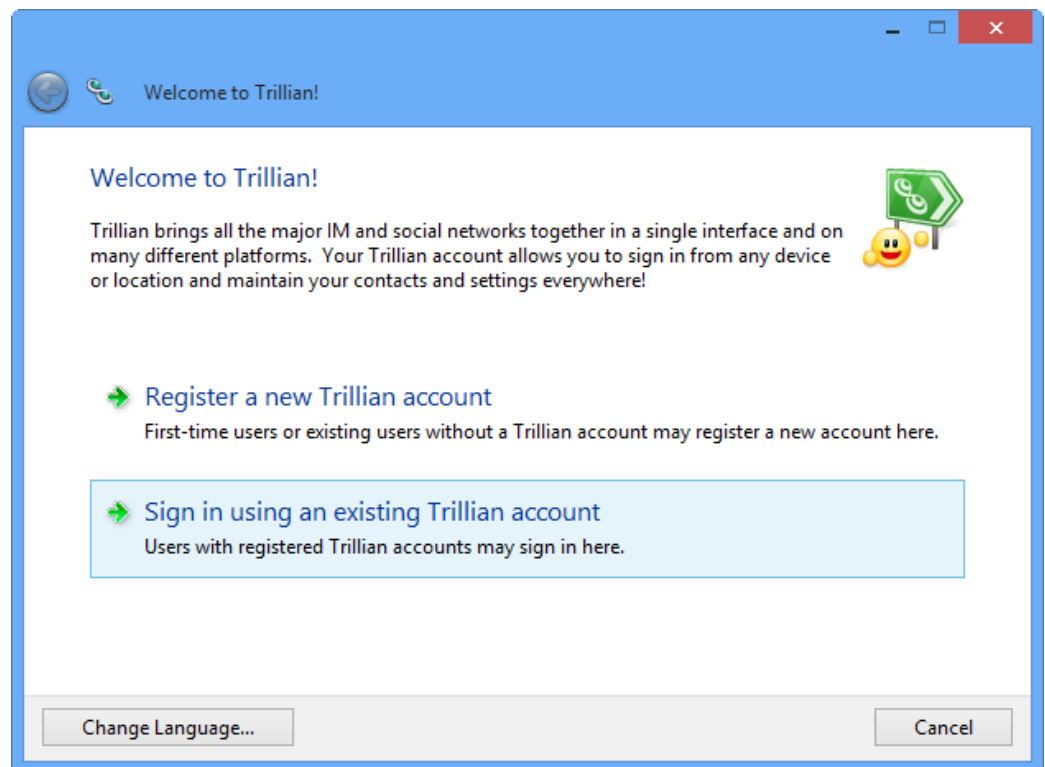 Welcome to Trillian!
Welcome to Trillian!
Trillian brings all the major IM and social networks together in a single interface and on
many different platforms.  Your Trillian account allows you to sign in from any device
or location and maintain your contacts and settings everywhere!
Register a new Trillian account
First-time users or existing users without a Trillian account may register a new account here.
Sign in using an existing Trillian account
Users with registered Trillian accounts may sign in here.
Change Language...
Cancel